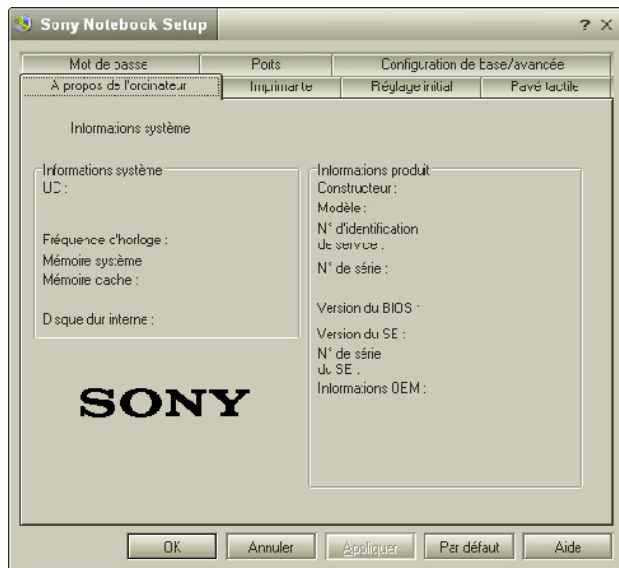 Sony Notebook Setup
Mot de passe
Ports
Configuration de base/avancée
A propos de l'ordinateur
Imprimante
Réglage initial
Pavé tactile
Informations système
Informations système
UC :
Fréquence d'horloge :
Mémoire système
Mémoire cache :
Disque dur interne :
Informations produit
Constructeur :
Modèle :
N° d'identification
de service :
N° de série :
Version du BIOS :
Version du SE :
N° de série
du SE :
Informations OEM :
SONY
OK
Annuler
Appliquer
Par défaut
Aide